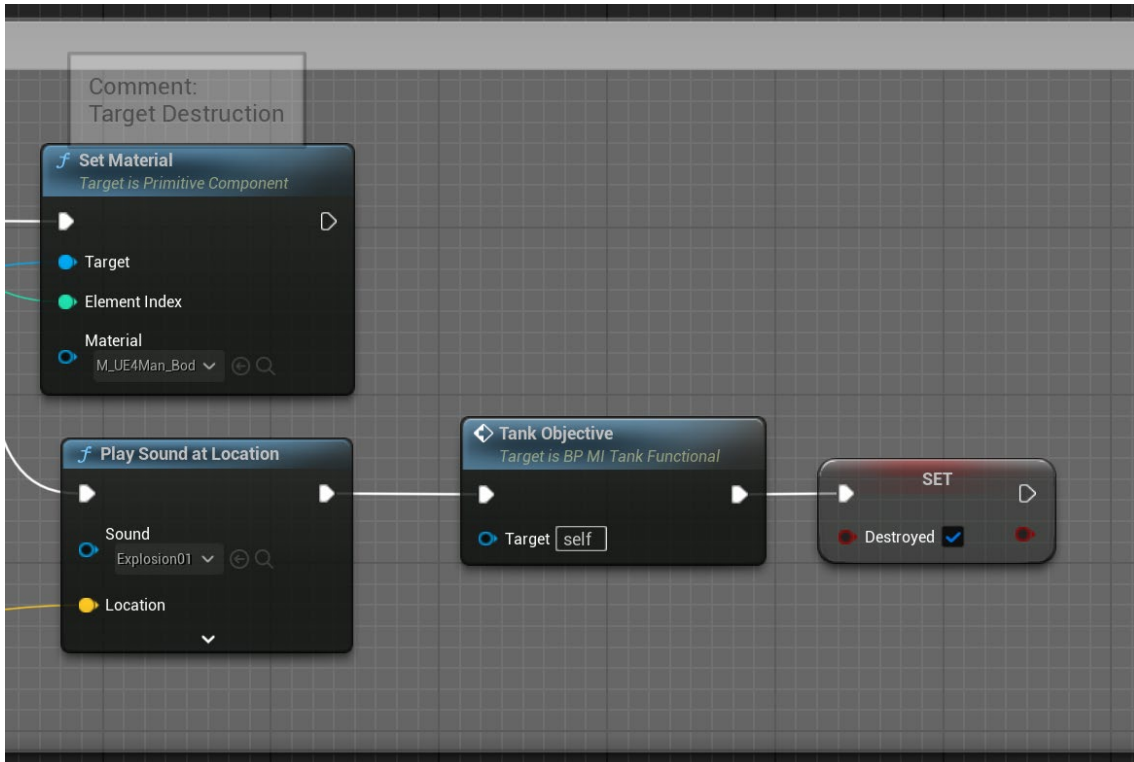 Comment:
Target Destruction
Set Material
Target is Primitive Component
Target
Element Index
Material
M_UE4Man_Bod
Play Sound at Location
Sound
Explosion01
Location
Tank Objective
Target is BP MI Tank Functional
Target self
SET
Destroyed